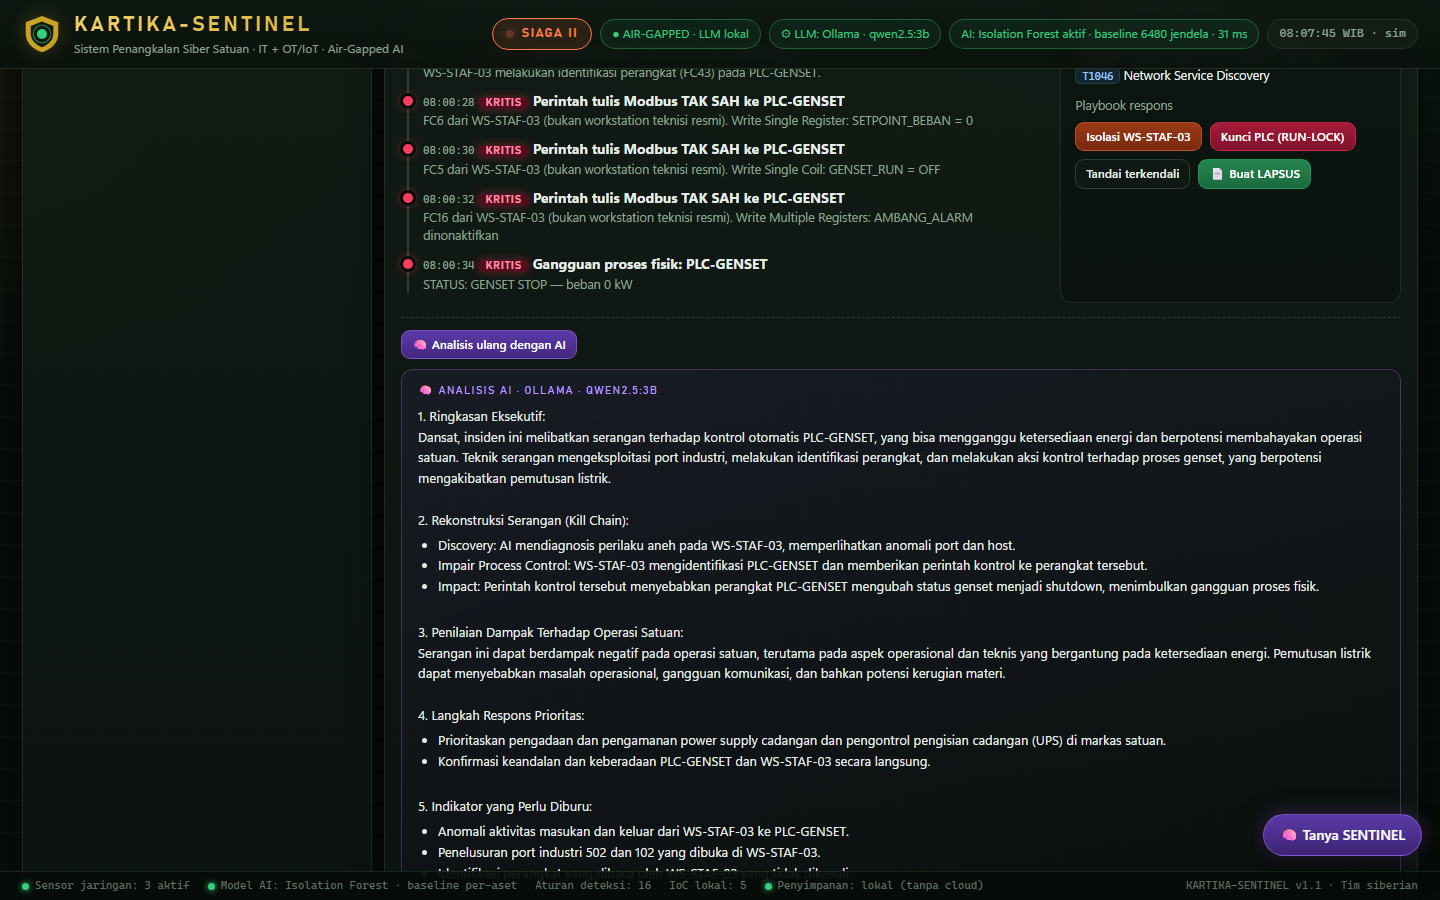 KARTIKA-SENTINEL
Sistem Penangkalan Siber Satuan · IT + OT/IoT · Air-Gapped AI
SIAGA II
AIR-GAPPED · LLM lokal
LLM: Ollama · qwen2.5:3b
AI: Isolation Forest aktif · baseline 6480 jendela · 31 ms
08:07:45 WIB · sim
WS-STAF-03 melakukan identifikasi perangkat (FC43) pada PLC-GENSET.
08:00:28 KRITIS Perintah tulis Modbus TAK SAH ke PLC-GENSET
FC6 dari WS-STAF-03 (bukan workstation teknisi resmi). Write Single Register: SETPOINT_BEBAN = 0
08:00:30 KRITIS Perintah tulis Modbus TAK SAH ke PLC-GENSET
FC5 dari WS-STAF-03 (bukan workstation teknisi resmi). Write Single Coil: GENSET_RUN = OFF
08:00:32 KRITIS Perintah tulis Modbus TAK SAH ke PLC-GENSET
FC16 dari WS-STAF-03 (bukan workstation teknisi resmi). Write Multiple Registers: AMBANG_ALARM
dinonaktifkan
08:00:34 KRITIS Gangguan proses fisik: PLC-GENSET
STATUS: GENSET STOP — beban 0 kW
T1046 Network Service Discovery
Playbook respons
Isolasi WS-STAF-03
Kunci PLC (RUN-LOCK)
Tandai terkendali
Buat LAPSUS
Analisis ulang dengan AI
ANALISIS AI · OLLAMA · QWEN2.5:3B
1. Ringkasan Eksekutif:
Dansat, insiden ini melibatkan serangan terhadap kontrol otomatis PLC-GENSET, yang bisa mengganggu ketersediaan energi dan berpotensi membahayakan operasi
satuan. Teknik serangan mengeksploitasi port industri, melakukan identifikasi perangkat, dan melakukan aksi kontrol terhadap proses genset, yang berpotensi
mengakibatkan pemutusan listrik.
2. Rekonstruksi Serangan (Kill Chain):
• Discovery: AI mendiagnosis perilaku aneh pada WS-STAF-03, memperlihatkan anomali port dan host.
• Impair Process Control: WS-STAF-03 mengidentifikasi PLC-GENSET dan memberikan perintah kontrol ke perangkat tersebut.
• Impact: Perintah kontrol tersebut menyebabkan perangkat PLC-GENSET mengubah status genset menjadi shutdown, menimbulkan gangguan proses fisik.
3. Penilaian Dampak Terhadap Operasi Satuan:
Serangan ini dapat berdampak negatif pada operasi satuan, terutama pada aspek operasional dan teknis yang bergantung pada ketersediaan energi. Pemutusan listrik
dapat menyebabkan masalah operasional, gangguan komunikasi, dan bahkan potensi kerugian materi.
4. Langkah Respons Prioritas:
• Prioritaskan pengadaan dan pengamanan power supply cadangan dan pengontrol pengisian cadangan (UPS) di markas satuan.
• Konfirmasi keandalan dan keberadaan PLC-GENSET dan WS-STAF-03 secara langsung.
5. Indikator yang Perlu Diburu:
• Anomali aktivitas masukan dan keluar dari WS-STAF-03 ke PLC-GENSET.
• Penelusuran port industri 502 dan 102 yang dibuka di WS-STAF-03.
Tanya SENTINEL
Sensor jaringan: 3 aktif
Model AI: Isolation Forest · baseline per-aset
Aturan deteksi: 16
IoC lokal: 5
Penyimpanan: lokal (tanpa cloud)
KARTIKA-SENTINEL v1.1 · Tim siberian